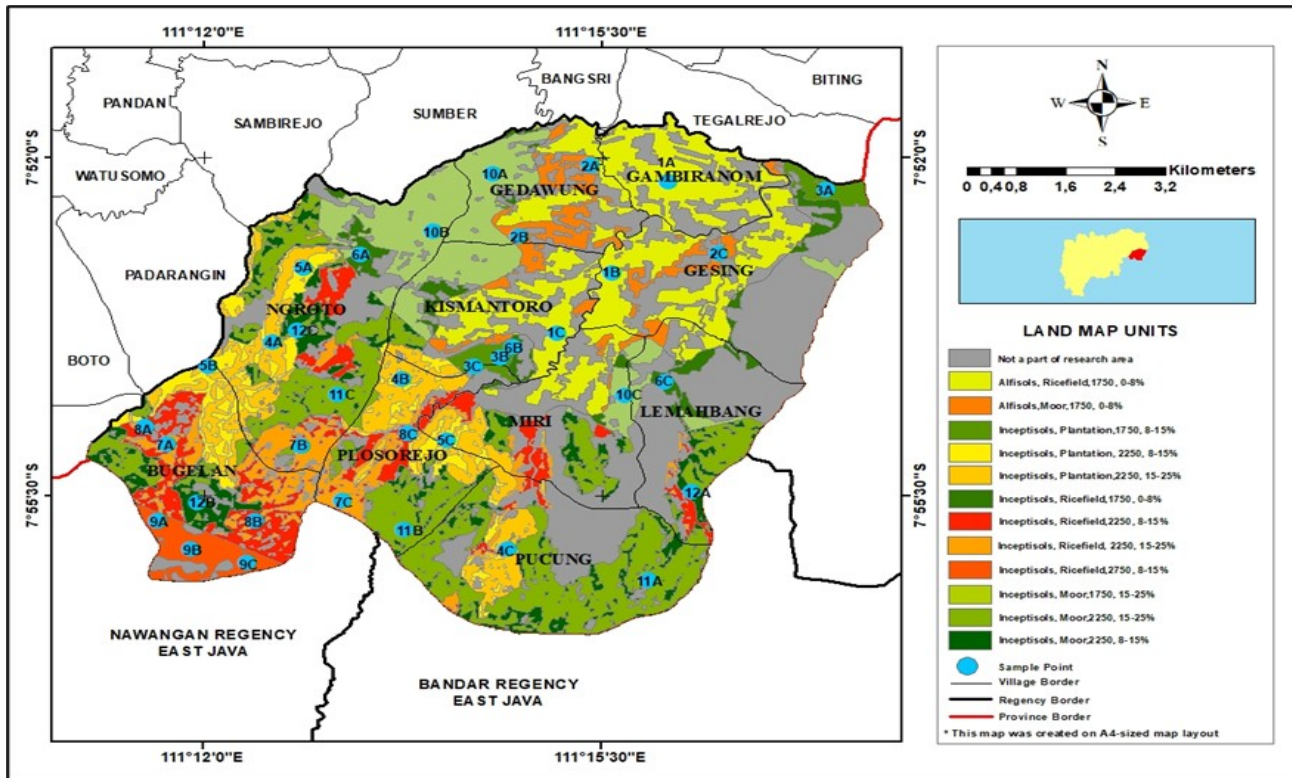 111°12'0"E 111°15'30"E
BANGSRI
BITING
PANDAN
SUMBER
TEGALREJO
SAMBIREJO
7°52'0"S
7°52'0"S
WATUSOMO
2A
1A
10A
GAMBIRANOM
GEDAWUNG
3A
10B
2B
6A
2C
5A
GESING
1B
PADARANGIN
NGROTO
KISMANTORO
12C
1C
4A
6B
3B
BOTO
5B
3C
4B
6C
11C
10C
LEMAHBANG
MIRI
8A
8C
7A
7B
5C
PLOSOREJO
BUGELAN
7°55'30"S
7°55'30"S
12B
7C
12A
9A
8B
11B
9B
4C
PUCUNG
9C
11A
NAWANGAN REGENCY
EAST JAVA
BANDAR REGENCY
EAST JAVA
111°12'0"E 111°15'30"E
N
W E
S
Kilometers
0 0,4 0,8 1,6 2,4 3,2
LAND MAP UNITS
Not a part of research area
Alfisols, Ricefield,1750, 0-8%
Alfisols,Moor,1750, 0-8%
Inceptisols, Plantation,1750, 8-15%
Inceptisols, Plantation, 2250, 8-15%
Inceptisols, Plantation,2250, 15-25%
Inceptisols, Ricefield,1750, 0-8%
Inceptisols, Ricefield,2250, 8-15%
Inceptisols, Ricefield, 2250, 15-25%
Inceptisols, Ricefield,2750, 8-15%
Inceptisols, Moor,1750, 15-25%
Inceptisols, Moor,2250, 15-25%
Inceptisols, Moor,2250, 8-15%
Sample Point
Village Border
Regency Border
Province Border
* This map was created on A4-sized map layout